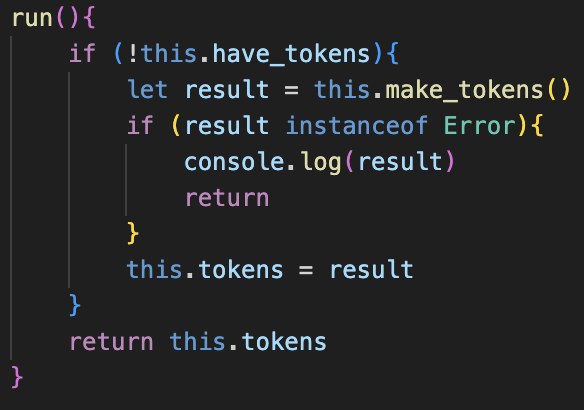 run(){
    if (!this.have_tokens){
        let result = this.make_tokens()
        if (result instanceof Error){
            console.log(result)
            return
        }
        this.tokens = result
    }
    return this.tokens
}